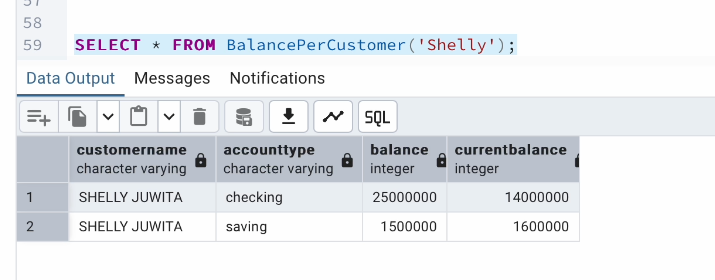 57
58
59 SELECT * FROM BalancePerCustomer('Shelly');
Data Output Messages Notifications
SQL
customername accounttype balance currentbalance
character varying character varying integer integer
1 SHELLY JUWITA checking 25000000 14000000
2 SHELLY JUWITA saving 1500000 1600000